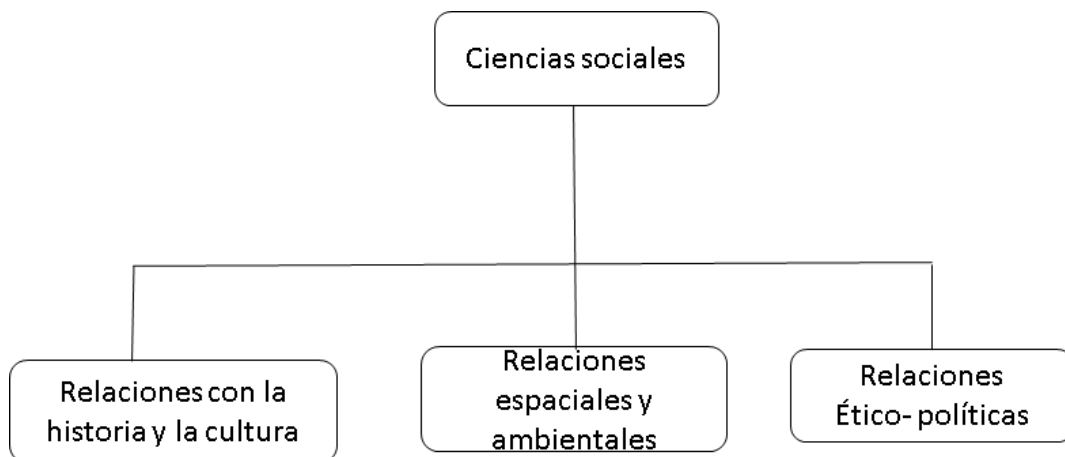 Ciencias sociales
Relaciones con la
historia y la cultura
Relaciones
espaciales y
ambientales
Relaciones
Ético- políticas